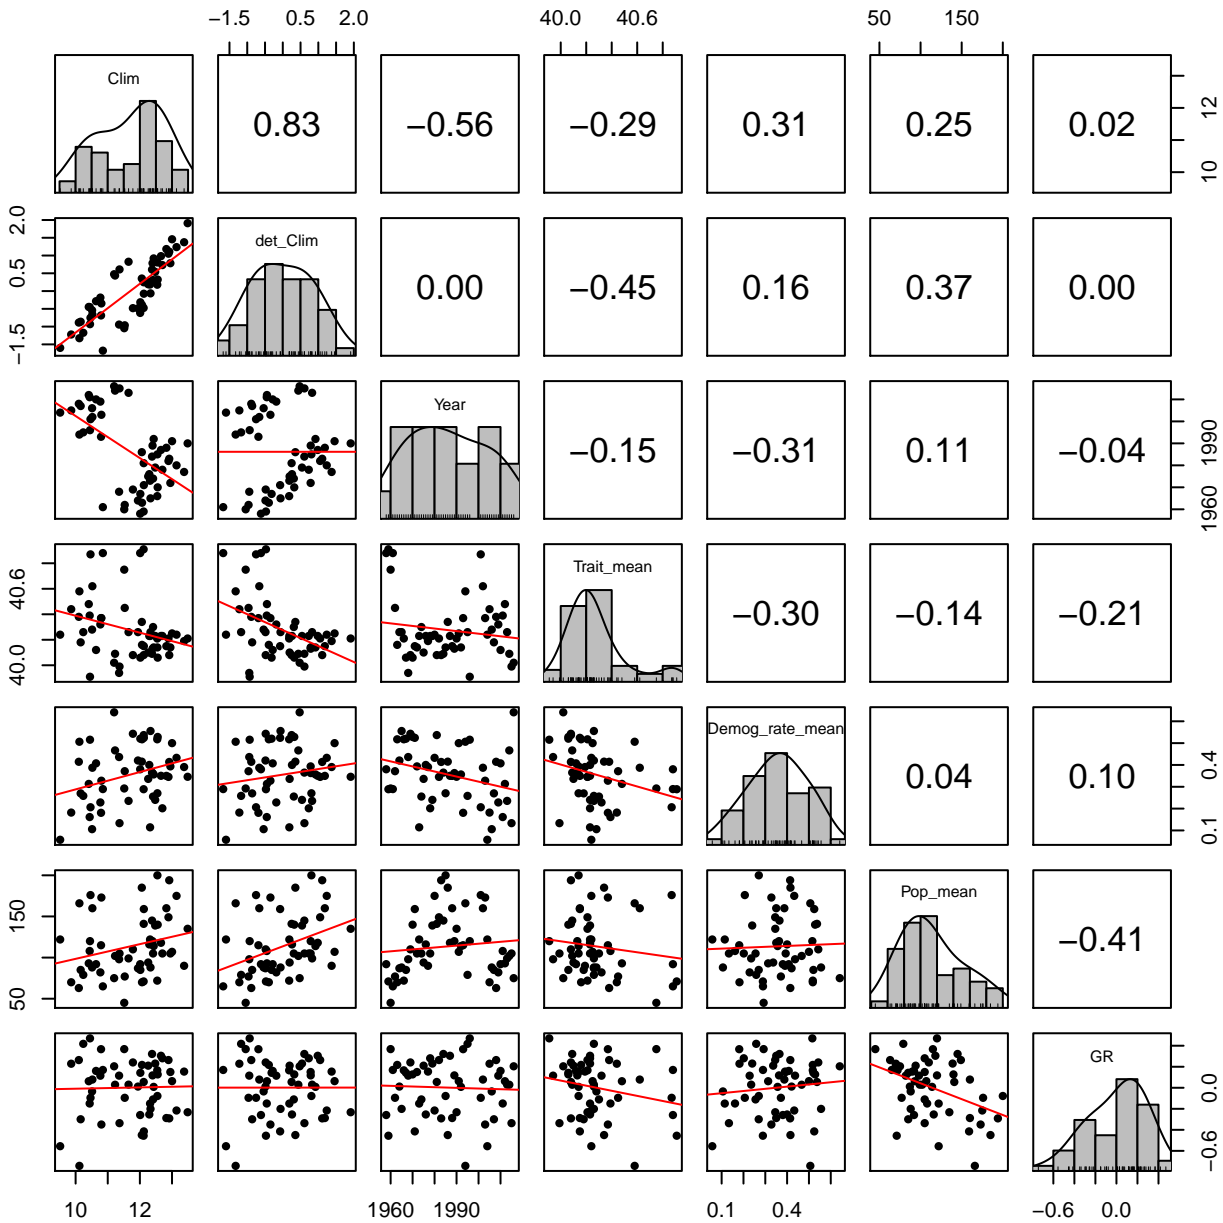 −1.5 0.5 2.0 40.0 40.6 50 150
Clim 0.83 −0.56 −0.29 0.31 0.25 0.02 10 12
−1.5 0.5 2.0 det_Clim 0.00 −0.45 0.16 0.37 0.00
Year −0.15 −0.31 0.11 −0.04 1960 1990
40.0 40.6 Trait_mean −0.30 −0.14 −0.21
Demog_rate_mean 0.04 0.10 0.1 0.4
50 150 Pop_mean −0.41
GR −0.6 0.0
10 12 1960 1990 0.1 0.4 −0.6 0.0